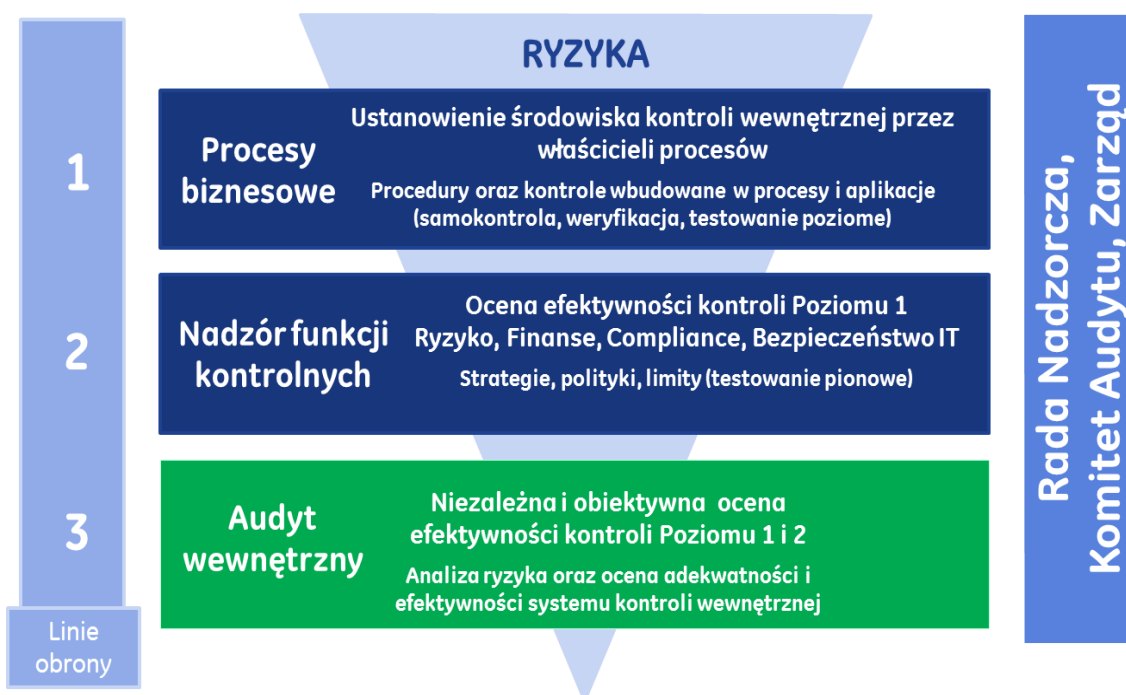 RYZYKA
1
Procesy
biznesowe
Ustanowienie środowiska kontroli wewnętrznej przez
właścicieli procesów
Procedury oraz kontrole wbudowane w procesy i aplikacje
(samokontrola, weryfikacja, testowanie poziome)
2
Nadzór funkcji
kontrolnych
Ocena efektywności kontroli Poziomu 1
Ryzyko, Finanse, Compliance, Bezpieczeństwo IT
Strategie, polityki, limity (testowanie pionowe)
3
Audyt
wewnętrzny
Niezależna i obiektywna ocena
efektywności kontroli Poziomu 1 i 2
Analiza ryzyka oraz ocena adekwatności i
efektywności systemu kontroli wewnętrznej
Linie
obrony
Rada Nadzorcza,
Komitet Audytu, Zarząd